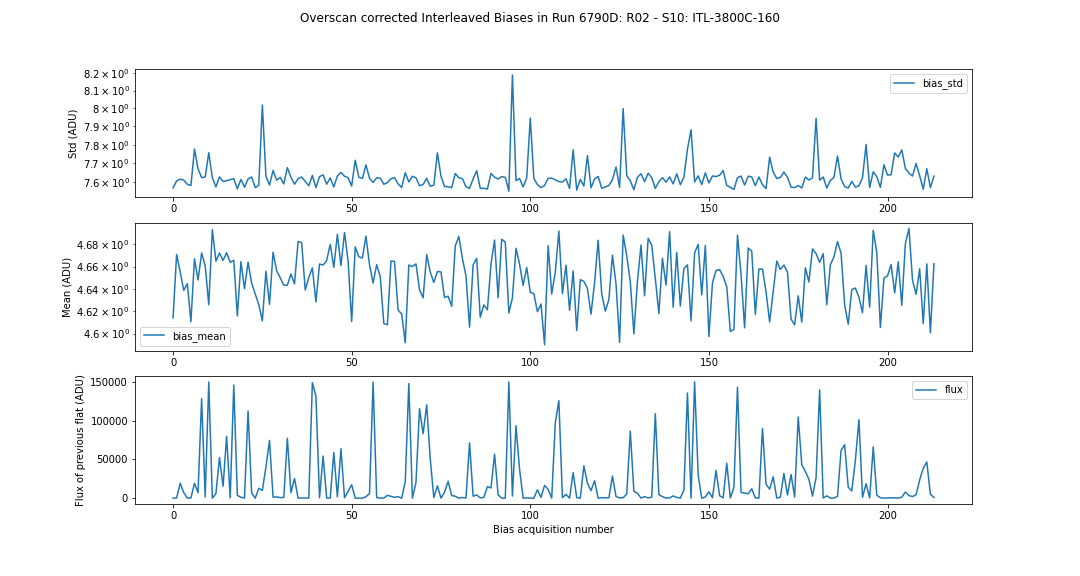 Overscan corrected Interleaved Biases in Run 6790D: R02 - S10: ITL-3800C-160
Std (ADU)
8.2 × 10⁰
8.1 × 10⁰
8 × 10⁰
7.9 × 10⁰
7.8 × 10⁰
7.7 × 10⁰
7.6 × 10⁰
bias_std
0 50 100 150 200
Mean (ADU)
4.68 × 10⁰
4.66 × 10⁰
4.64 × 10⁰
4.62 × 10⁰
4.6 × 10⁰
bias_mean
0 50 100 150 200
Flux of previous flat (ADU)
150000
100000
50000
0
flux
0 50 100 150 200
Bias acquisition number